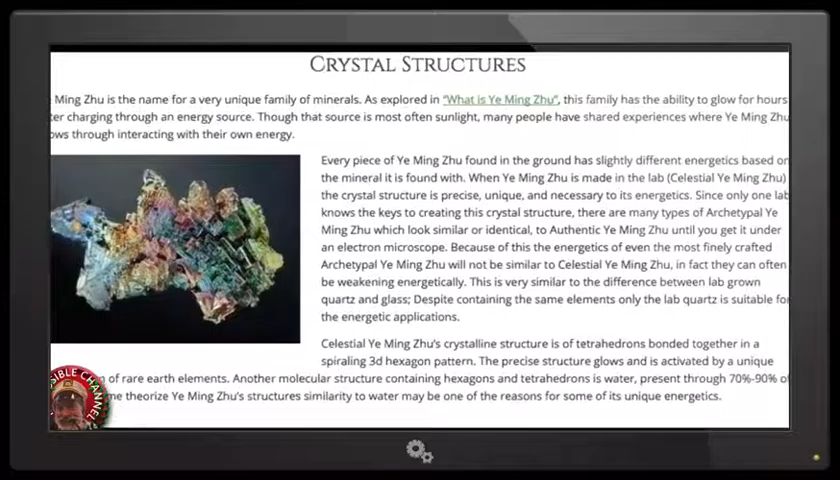 CRYSTAL STRUCTURES
Ming Zhu is the name for a very unique family of minerals. As explored in "What is Ye Ming Zhu", this family has the ability to glow for hours
er charging through an energy source. Though that source is most often sunlight, many people have shared experiences where Ye Ming Zhu
ows through interacting with their own energy.
Every piece of Ye Ming Zhu found in the ground has slightly different energetics based on
the mineral it is found with. When Ye Ming Zhu is made in the lab (Celestial Ye Ming Zhu)
the crystal structure is precise, unique, and necessary to its energetics. Since only one lab
knows the keys to creating this crystal structure, there are many types of Archetypal Ye
Ming Zhu which look similar or identical, to Authentic Ye Ming Zhu until you get it under
an electron microscope. Because of this the energetics of even the most finely crafted
Archetypal Ye Ming Zhu will not be similar to Celestial Ye Ming Zhu, in fact they can often
be weakening energetically. This is very similar to the difference between lab grown
quartz and glass; Despite containing the same elements only the lab quartz is suitable for
the energetic applications.
Celestial Ye Ming Zhu's crystalline structure is of tetrahedrons bonded together in a
spiraling 3d hexagon pattern. The precise structure glows and is activated by a unique
n of rare earth elements. Another molecular structure containing hexagons and tetrahedrons is water, present through 70%-90% of
me theorize Ye Ming Zhu's structures similarity to water may be one of the reasons for some of its unique energetics.
SIBLE CHANNEL